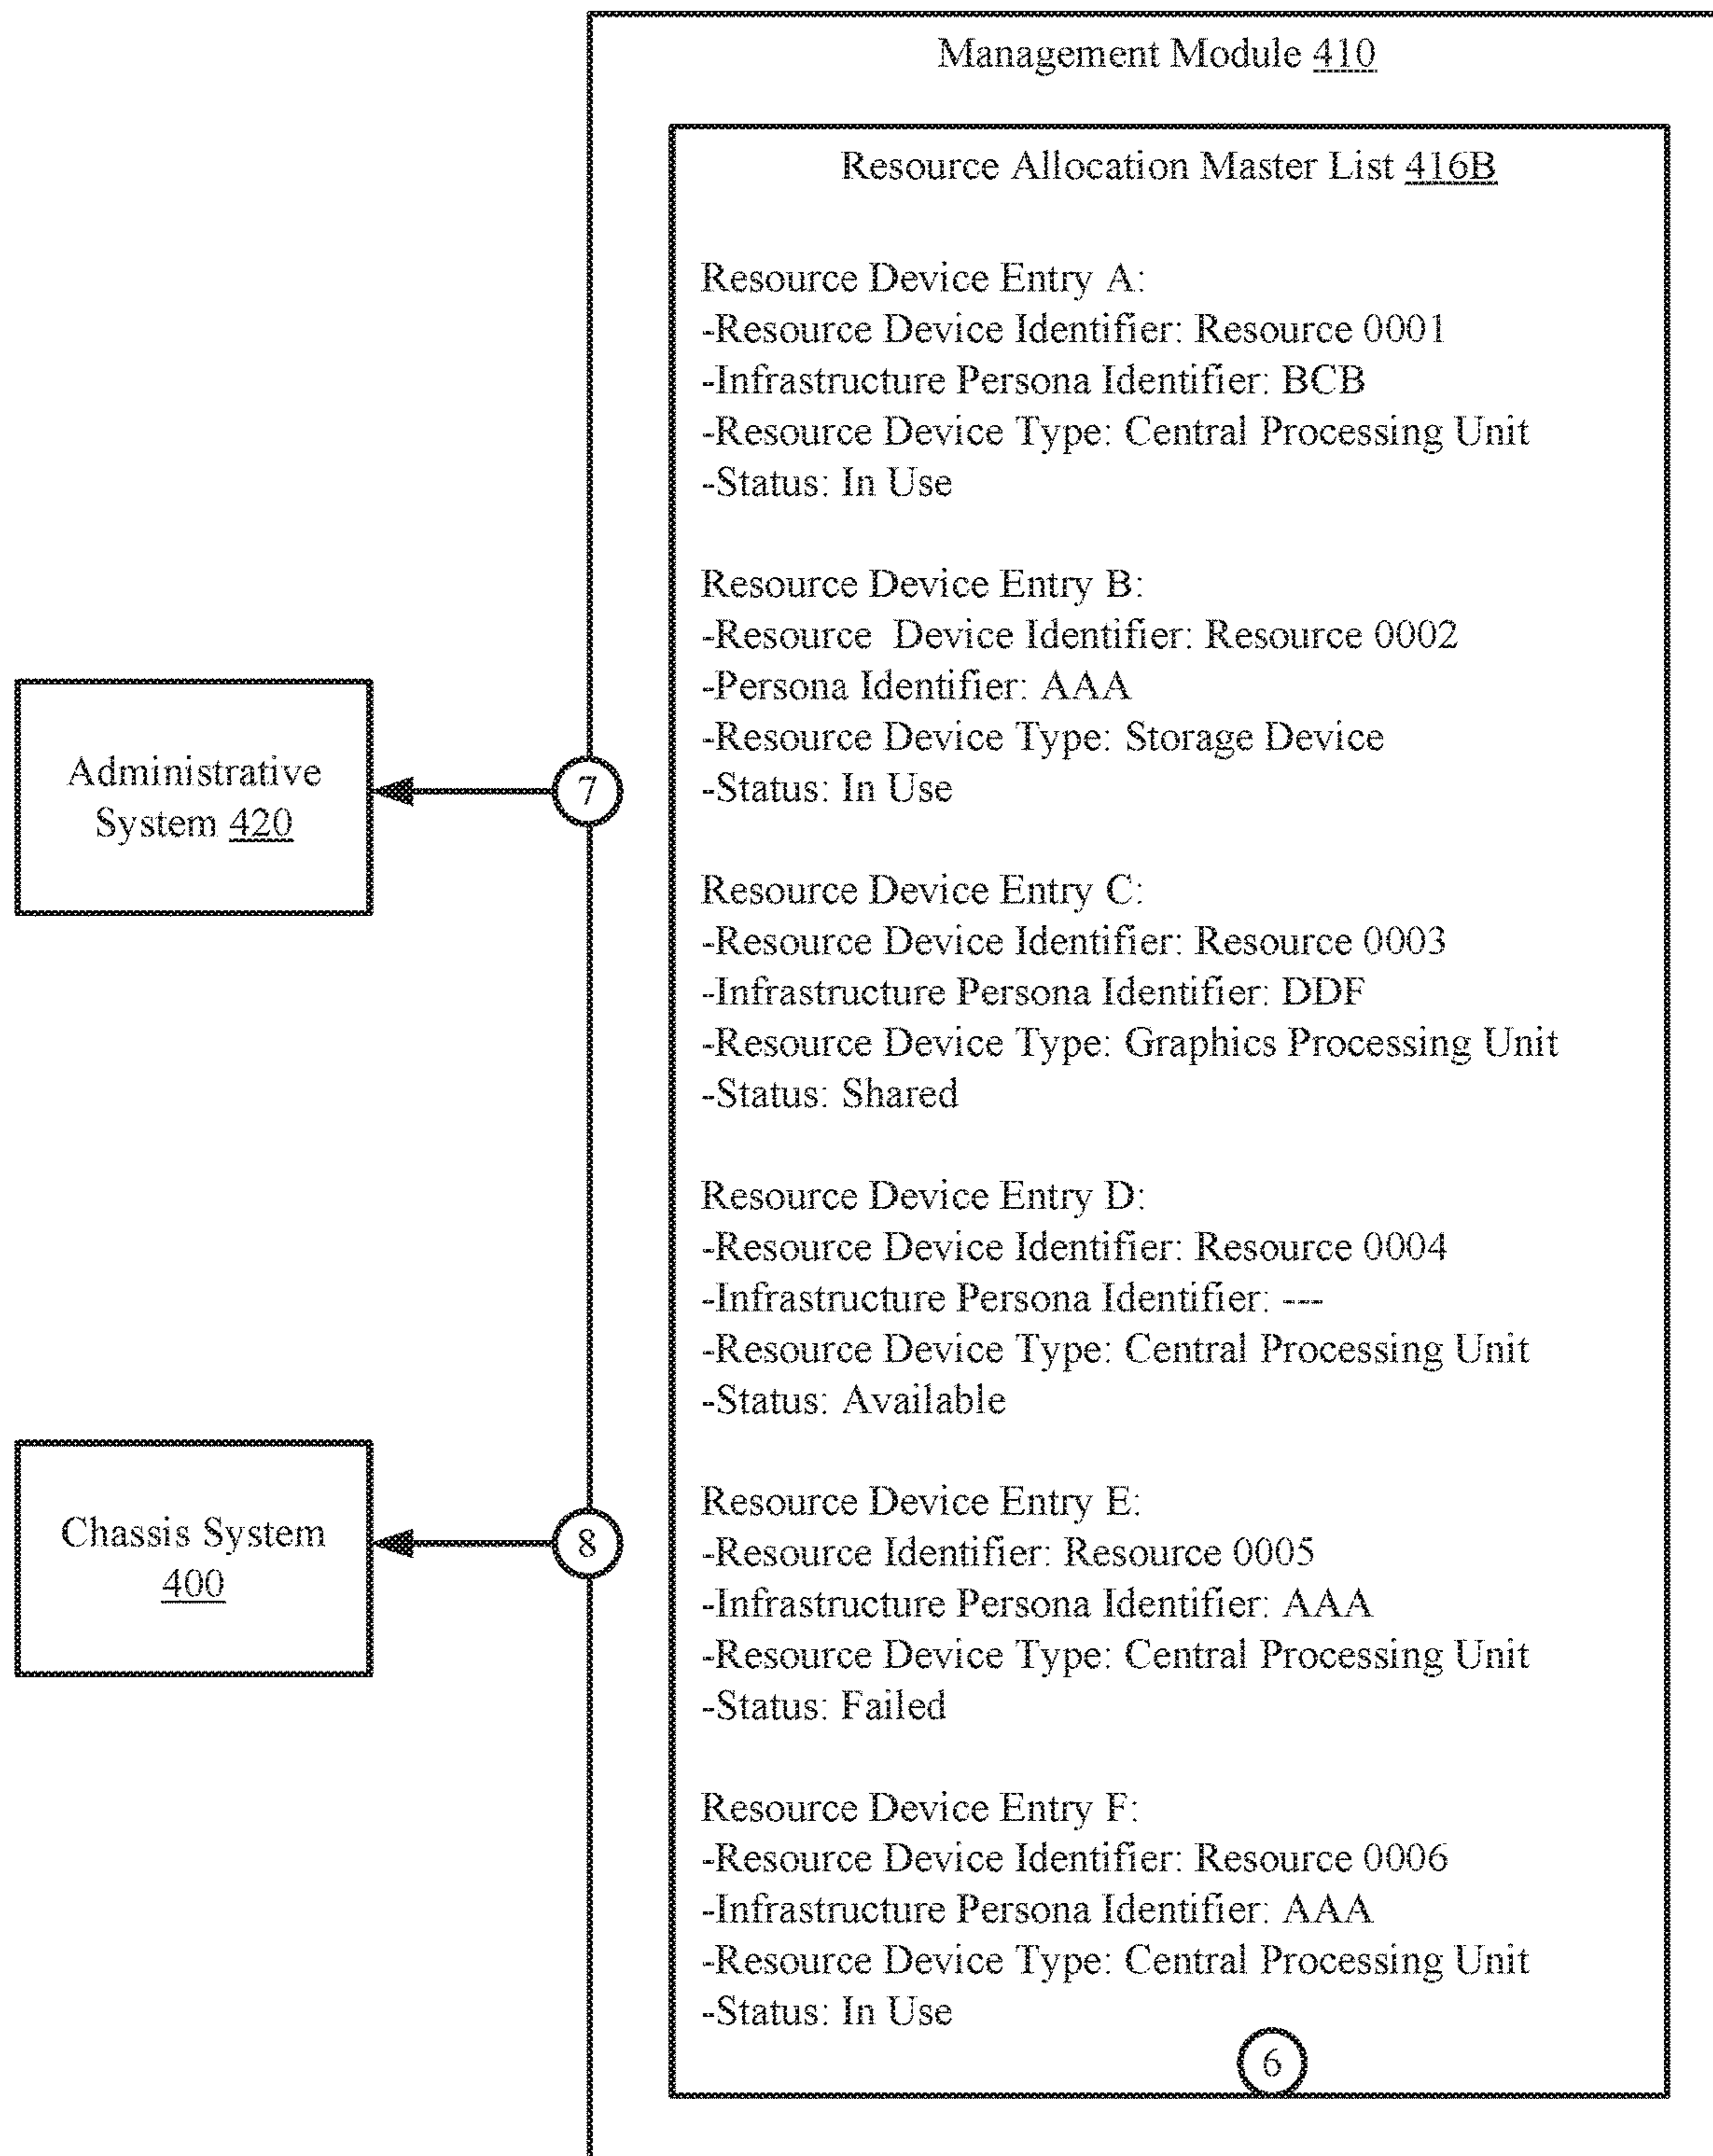 Management Module 410
Resource Allocation Master List 416B
Resource Device Entry A:
-Resource Device Identifier: Resource 0001
-Infrastructure Persona Identifier: BCB
-Resource Device Type: Central Processing Unit
-Status: In Use
Resource Device Entry B:
-Resource Device Identifier: Resource 0002
-Persona Identifier: AAA
-Resource Device Type: Storage Device
-Status: In Use
Resource Device Entry C:
-Resource Device Identifier: Resource 0003
-Infrastructure Persona Identifier: DDF
-Resource Device Type: Graphics Processing Unit
-Status: Shared
Resource Device Entry D:
-Resource Device Identifier: Resource 0004
-Infrastructure Persona Identifier: ---
-Resource Device Type: Central Processing Unit
-Status: Available
Resource Device Entry E:
-Resource Identifier: Resource 0005
-Infrastructure Persona Identifier: AAA
-Resource Device Type: Central Processing Unit
-Status: Failed
Resource Device Entry F:
-Resource Device Identifier: Resource 0006
-Infrastructure Persona Identifier: AAA
-Resource Device Type: Central Processing Unit
-Status: In Use
6
Administrative
System 420
7
Chassis System
400
8